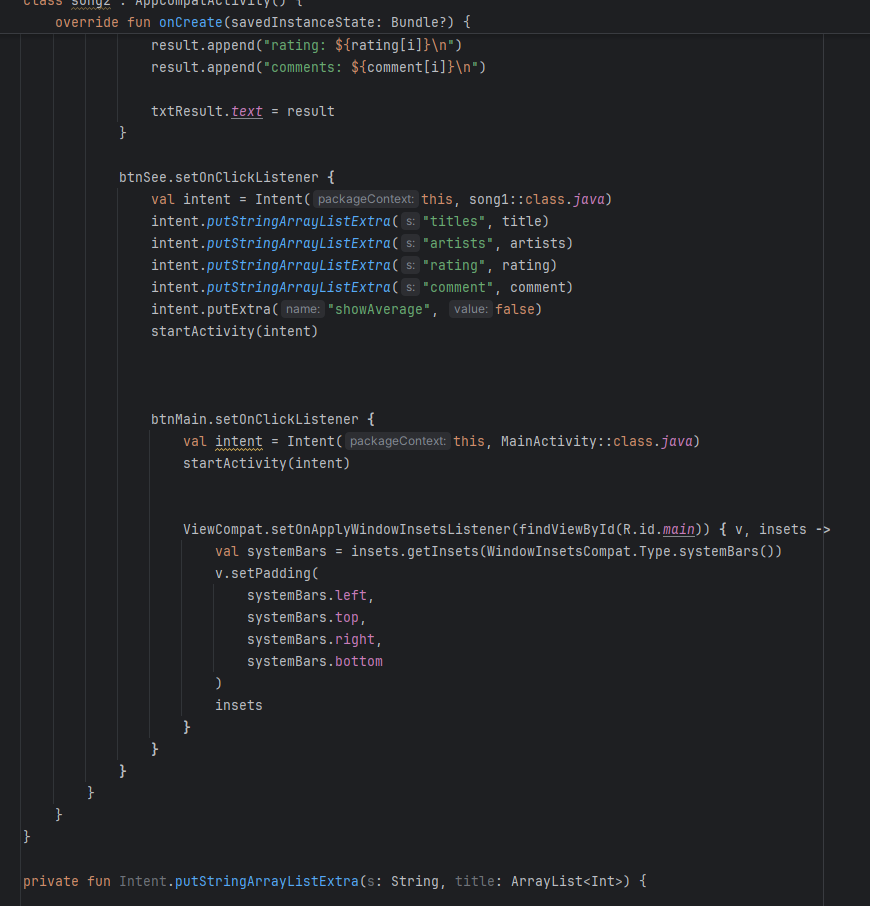 class song2 : AppCompatActivity() {
    override fun onCreate(savedInstanceState: Bundle?) {
                result.append("rating: ${rating[i]}\n")
                result.append("comments: ${comment[i]}\n")
                txtResult.text = result
            }
            btnSee.setOnClickListener {
                val intent = Intent( packageContext: this, song1::class.java)
                intent.putStringArrayListExtra( s: "titles", title)
                intent.putStringArrayListExtra( s: "artists", artists)
                intent.putStringArrayListExtra( s: "rating", rating)
                intent.putStringArrayListExtra( s: "comment", comment)
                intent.putExtra( name: "showAverage", value: false)
                startActivity(intent)
                btnMain.setOnClickListener {
                    val intent = Intent( packageContext: this, MainActivity::class.java)
                    startActivity(intent)
                    ViewCompat.setOnApplyWindowInsetsListener(findViewById(R.id.main)) { v, insets ->
                        val systemBars = insets.getInsets(WindowInsetsCompat.Type.systemBars())
                        v.setPadding(
                            systemBars.left,
                            systemBars.top,
                            systemBars.right,
                            systemBars.bottom
                        )
                        insets
                    }
                }
            }
        }
    }
}
private fun Intent.putStringArrayListExtra(s: String, title: ArrayList<Int>) {